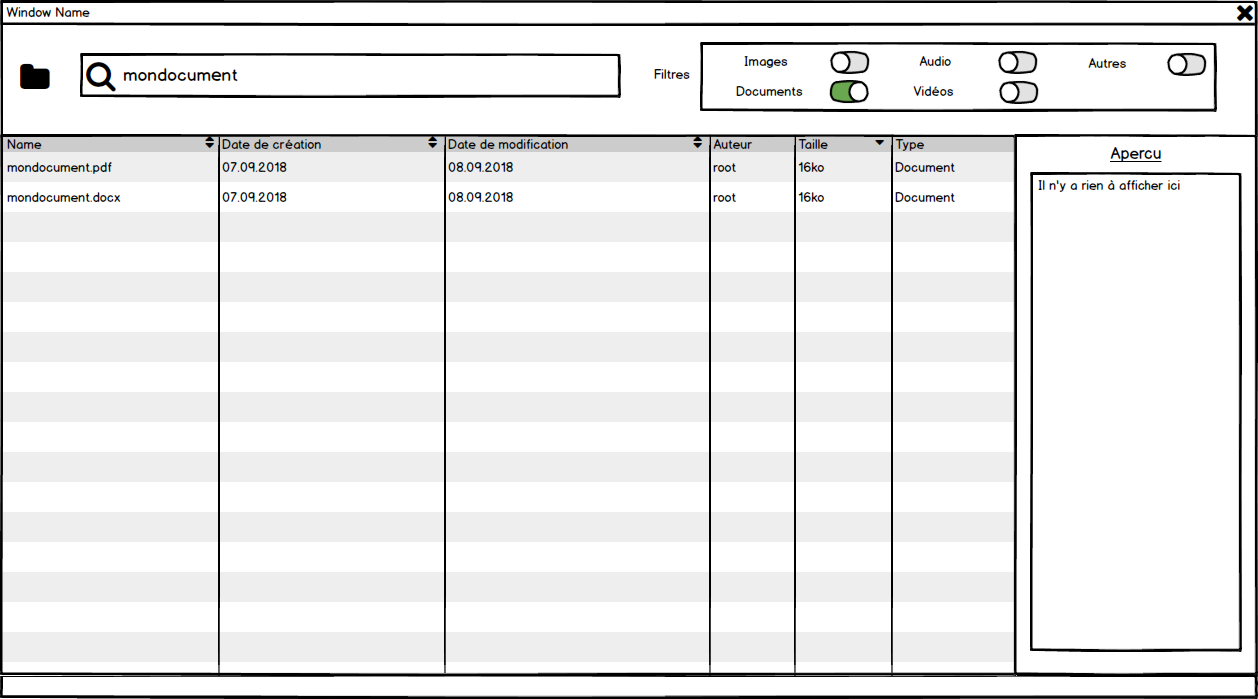 Window Name
mondocument
Filtres
Images Audio Autres
Documents Vidéos
Name Date de création Date de modification Auteur Taille Type
mondocument.pdf 07.09.2018 08.09.2018 root 16ko Document
mondocument.docx 07.09.2018 08.09.2018 root 16ko Document
Apercu
Il n'y a rien à afficher ici